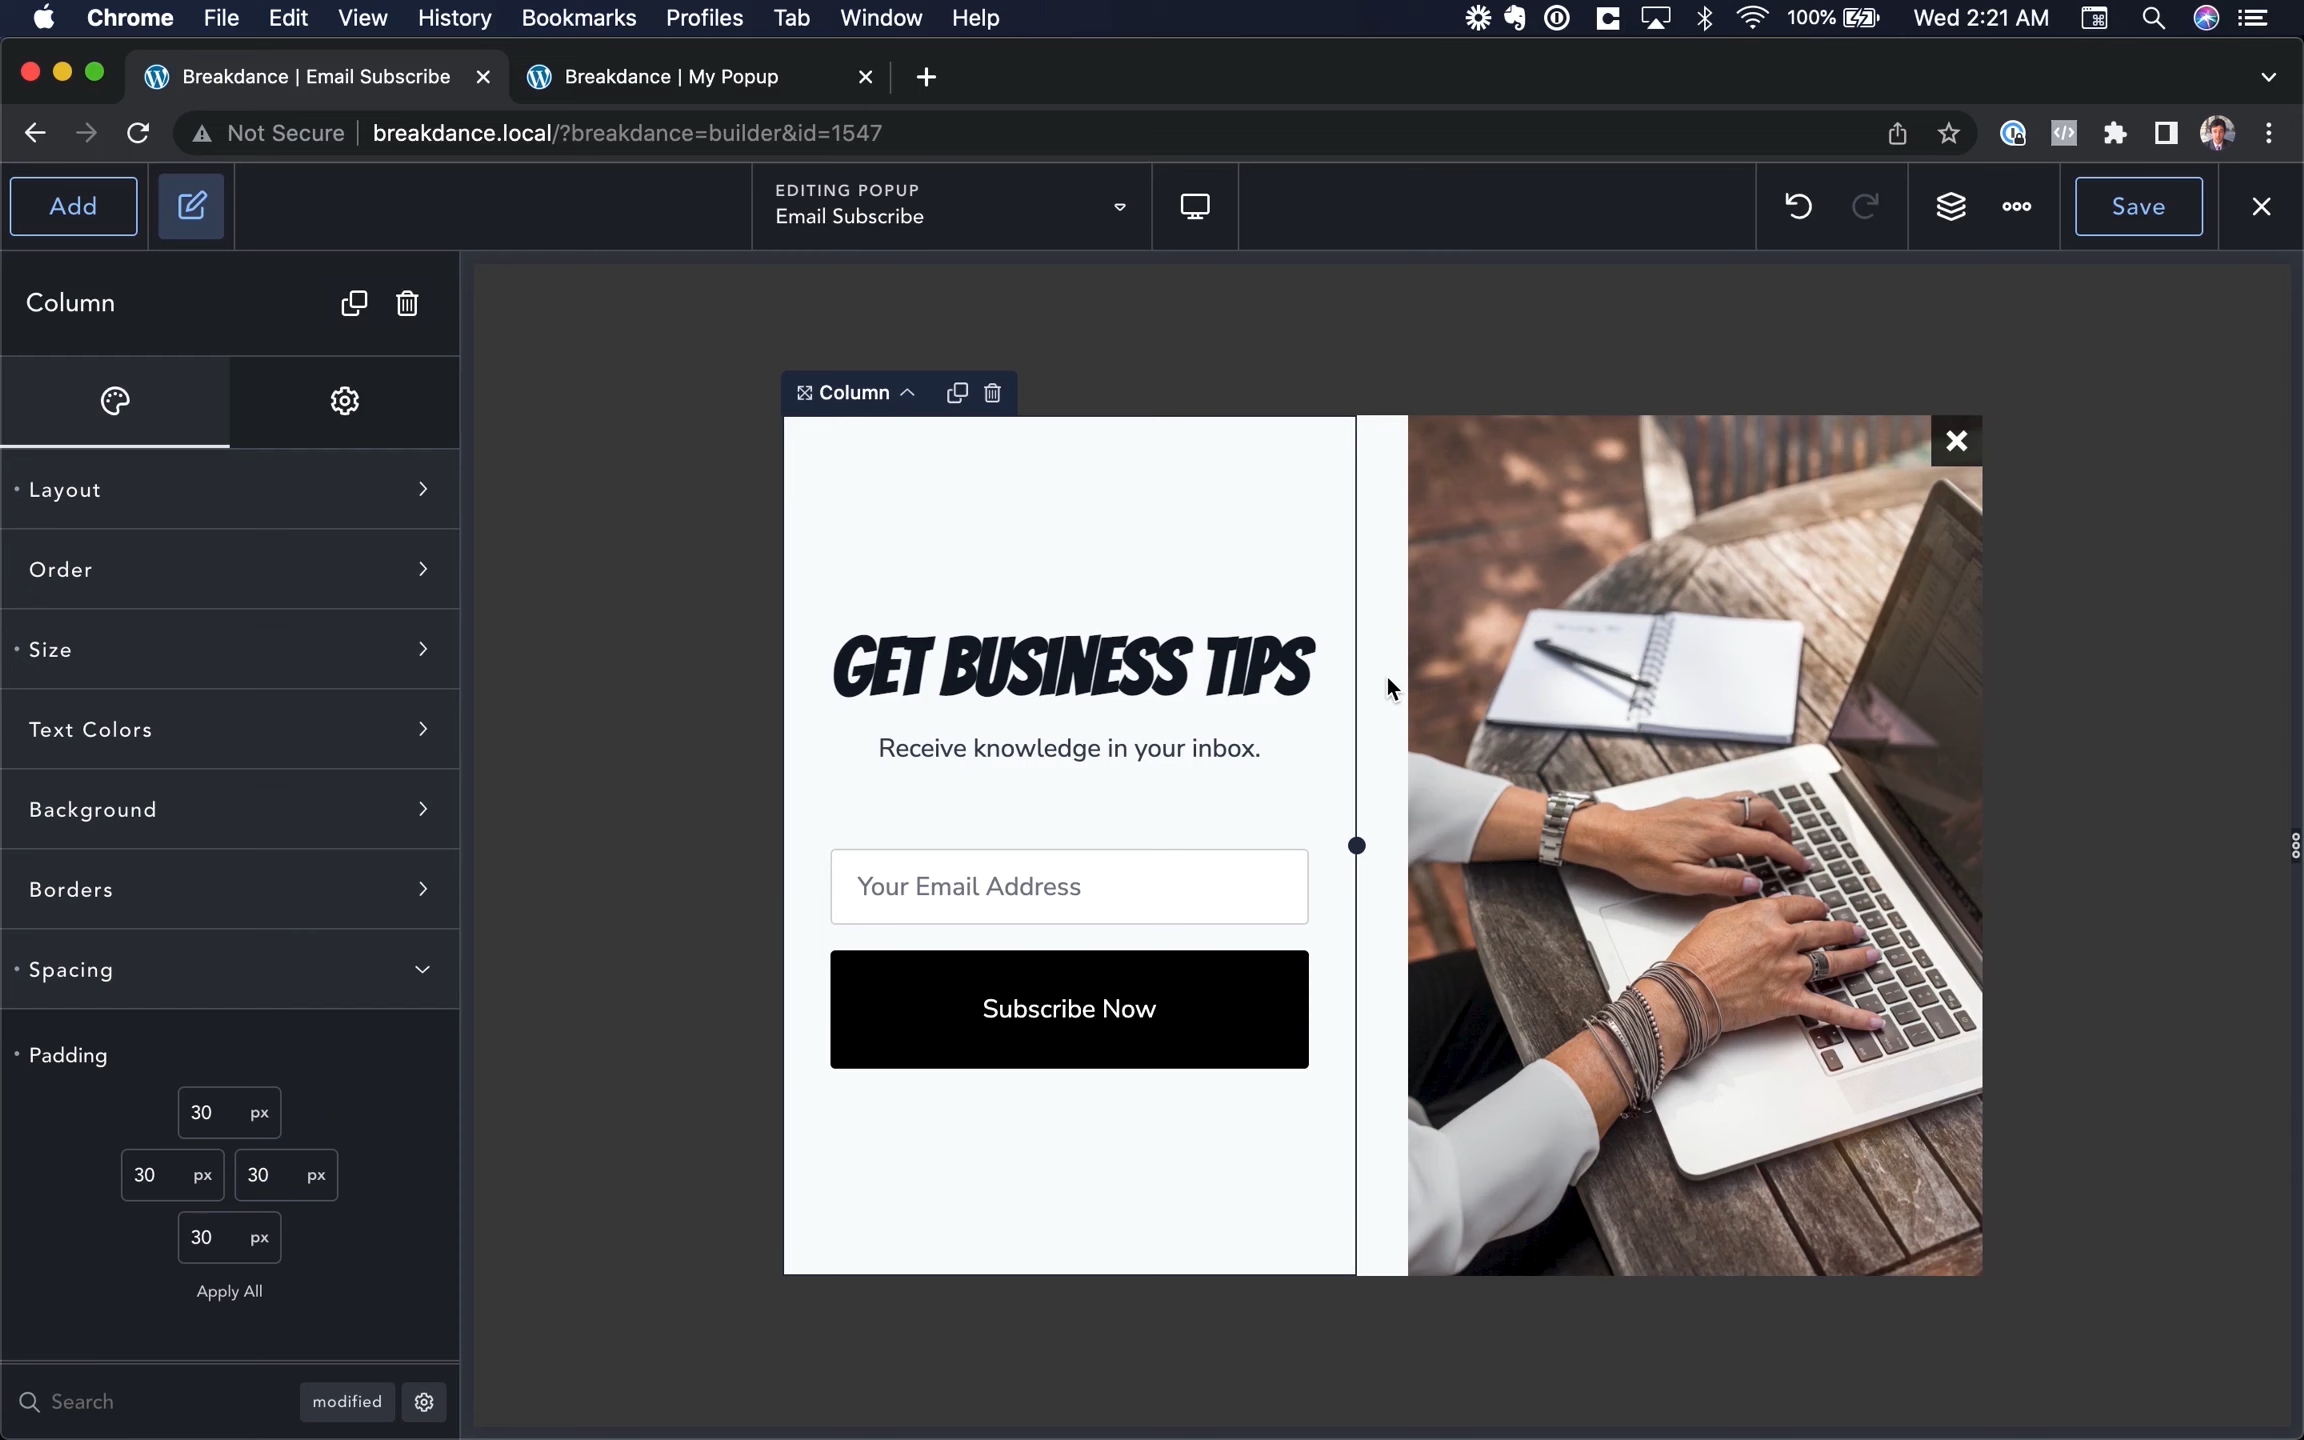 Chrome File Edit View History Bookmarks Profiles Tab Window Help 100% Wed 2:21 AM
Breakdance | Email Subscribe
Breakdance | My Popup
Not Secure breakdance.local/?breakdance=builder&id=1547
Add
EDITING POPUP
Email Subscribe
Save
Column
Layout
Order
Size
Text Colors
Background
Borders
Spacing
Padding
30 px
30 px 30 px
30 px
Apply All
Search modified
Column
GET BUSINESS TIPS
Receive knowledge in your inbox.
Your Email Address
Subscribe Now